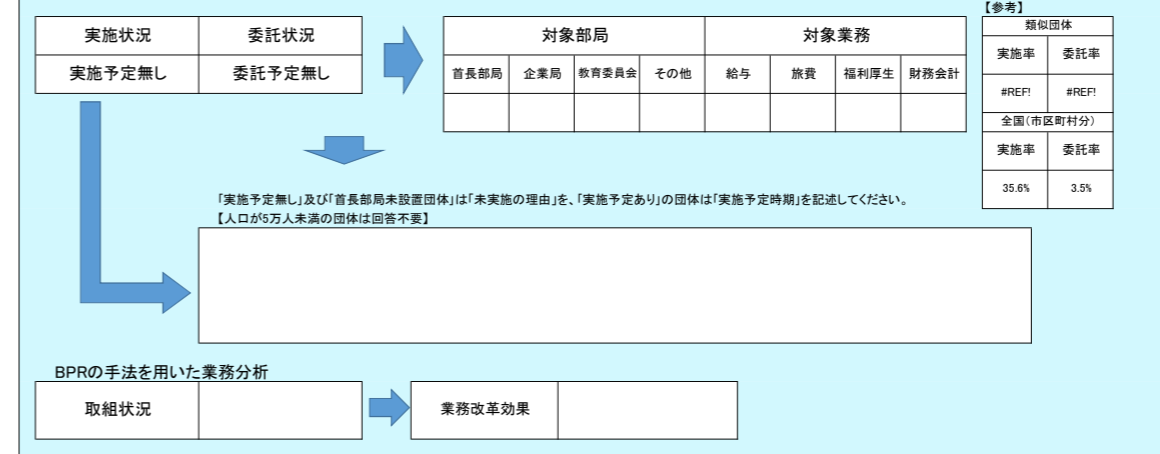 【参考】
実施状況 委託状況
実施予定無し 委託予定無し
対象部局 対象業務
首長部局 企業局 教育委員会 その他 給与 旅費 福利厚生 財務会計
類似団体
実施率 委託率
#REF! #REF!
全国(市区町村分)
実施率 委託率
35.6% 3.5%
「実施予定無し」及び「首長部局未設置団体」は「未実施の理由」を、「実施予定あり」の団体は「実施予定時期」を記述してください。
【人口が5万人未満の団体は回答不要】
BPRの手法を用いた業務分析
取組状況 業務改革効果